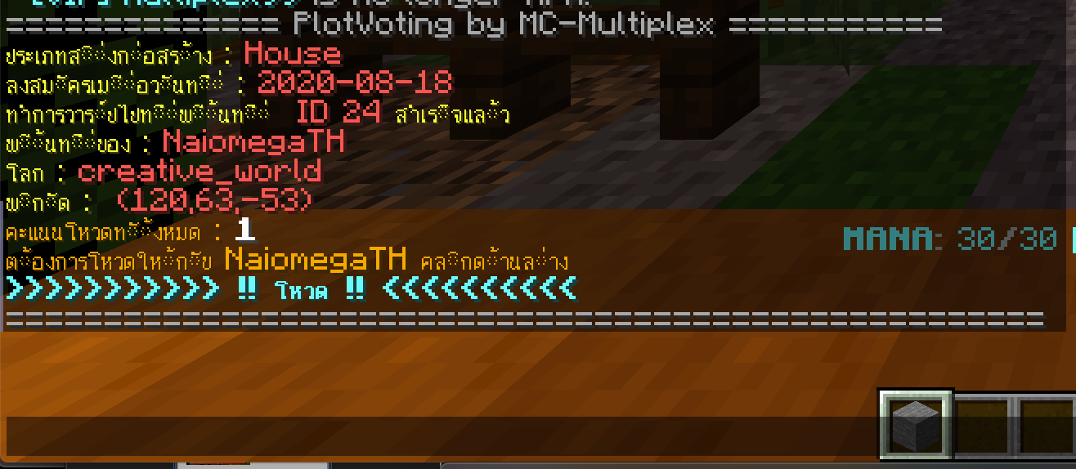 is no longer AFK.
============== PlotVoting by MC-Multiplex ===========
ประเภทสิ่งก่อสร้าง : House
ลงสมัครเมื่อวันที่ : 2020-08-18
ทำการวาร์ปไปที่พื้นที่ ID 24 สำเร็จแล้ว
พื้นที่ของ : NaiomegaTH
โลก : creative_world
พิกัด : (120,63,-53)
คะแนนโหวตทั้งหมด : 1
MANA: 30/30
ต้องการโหวตให้กับ NaiomegaTH คลิกด้านล่าง
>>>>>>>>>>> !! โหวต !! <<<<<<<<<<
=====================================================